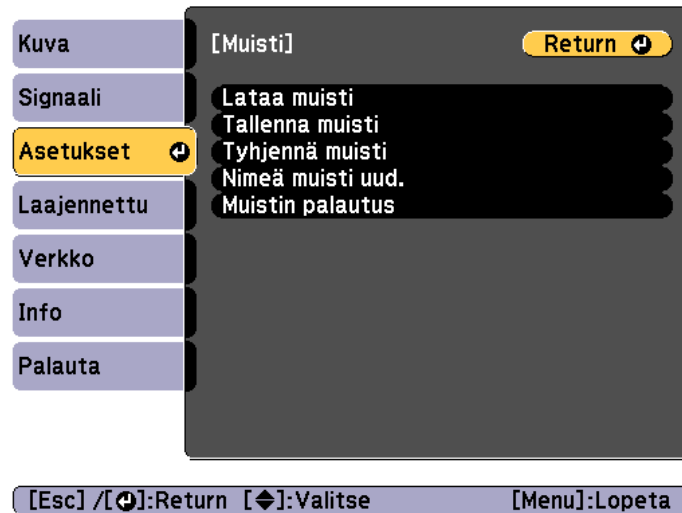 Kuva
Signaali
Asetukset
Laajennettu
Verkko
Info
Palauta
[Muisti]
Return
Lataa muisti
Tallenna muisti
Tyhjennä muisti
Nimeä muisti uud.
Muistin palautus
[Esc] /[⏎]:Return [◆]:Valitse [Menu]:Lopeta